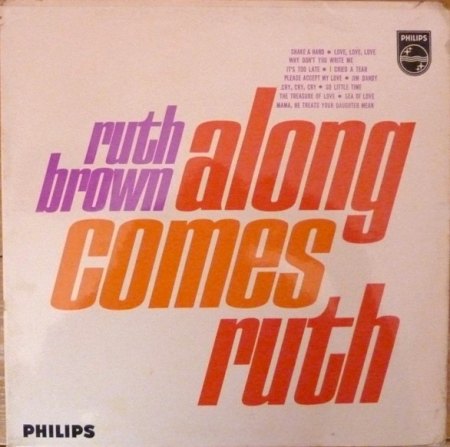 PHILIPS
SHAKE A HAND • LOVE, LOVE, LOVE
WHY DON'T YOU WRITE ME
IT'S TOO LATE • I CRIED A TEAR
PLEASE ACCEPT MY LOVE • JIM DANDY
CRY, CRY, CRY • SO LITTLE TIME
THE TREASURE OF LOVE • SEA OF LOVE
MAMA, HE TREATS YOUR DAUGHTER MEAN
ruth
brown
along
comes
ruth
PHILIPS